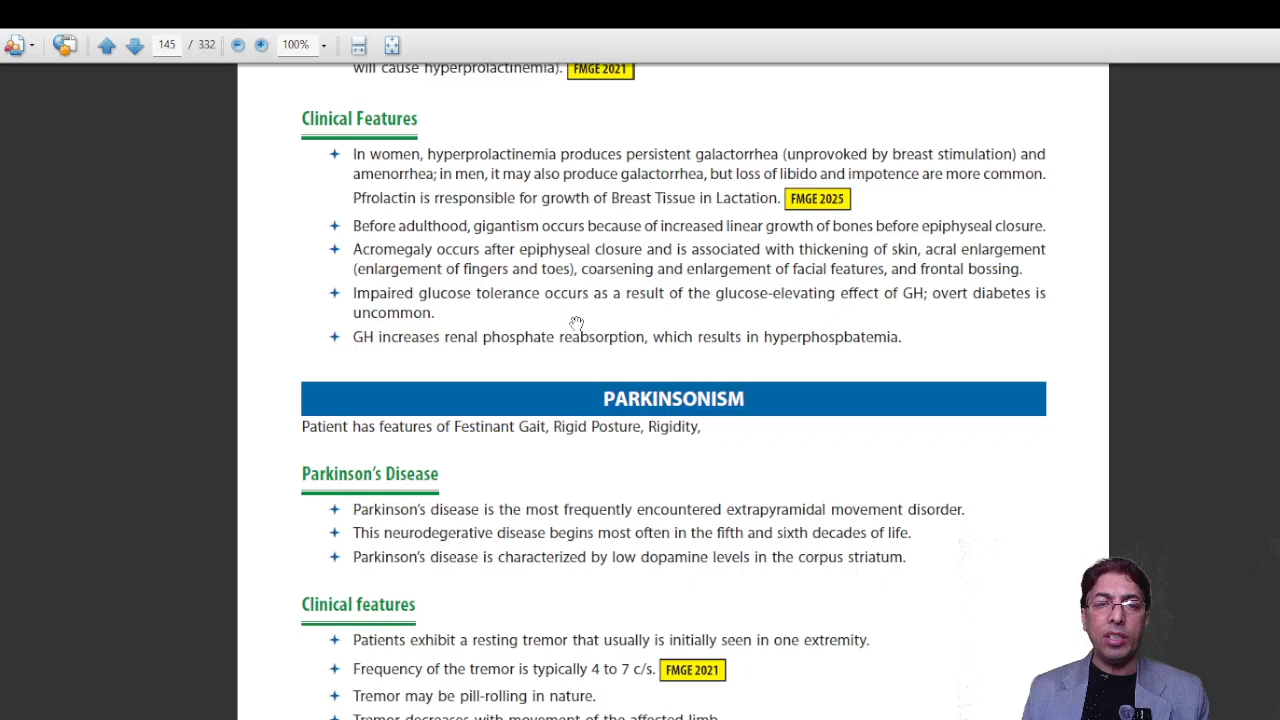 145 / 332 100%
will cause hyperprolactinemia). FMGE 2021
Clinical Features
In women, hyperprolactinemia produces persistent galactorrhea (unprovoked by breast stimulation) and
amenorrhea; in men, it may also produce galactorrhea, but loss of libido and impotence are more common.
Pfrolactin is rresponsible for growth of Breast Tissue in Lactation. FMGE 2025
Before adulthood, gigantism occurs because of increased linear growth of bones before epiphyseal closure.
Acromegaly occurs after epiphyseal closure and is associated with thickening of skin, acral enlargement
(enlargement of fingers and toes), coarsening and enlargement of facial features, and frontal bossing.
Impaired glucose tolerance occurs as a result of the glucose-elevating effect of GH; overt diabetes is
uncommon.
GH increases renal phosphate reabsorption, which results in hyperphospbatemia.
PARKINSONISM
Patient has features of Festinant Gait, Rigid Posture, Rigidity,
Parkinson's Disease
Parkinson's disease is the most frequently encountered extrapyramidal movement disorder.
This neurodegerative disease begins most often in the fifth and sixth decades of life.
Parkinson's disease is characterized by low dopamine levels in the corpus striatum.
Clinical features
Patients exhibit a resting tremor that usually is initially seen in one extremity.
Frequency of the tremor is typically 4 to 7 c/s. FMGE 2021
Tremor may be pill-rolling in nature.
Tremor decreases with movement of the affected limb.